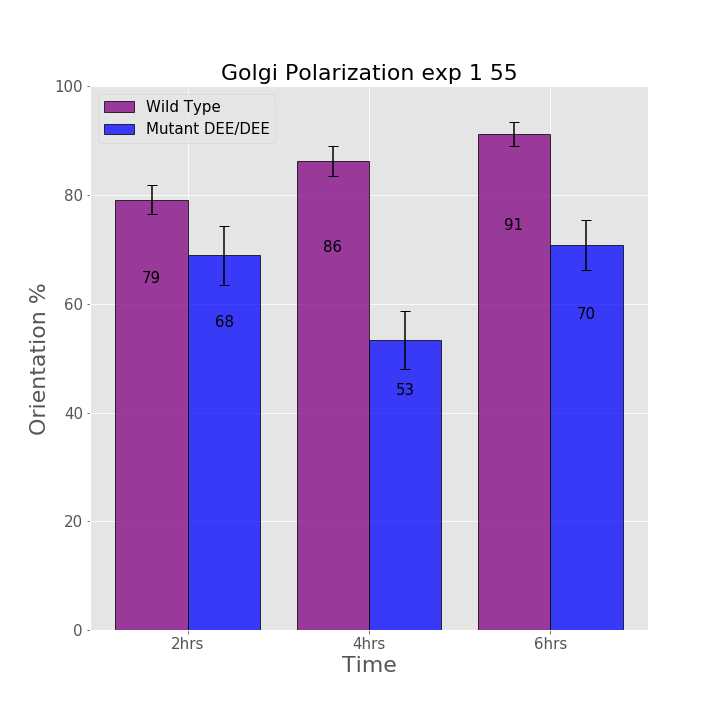 Golgi Polarization exp 1 55
100
80
60
40
20
0
Orientation %
Wild Type
Mutant DEE/DEE
79
68
86
53
91
70
2hrs
4hrs
6hrs
Time